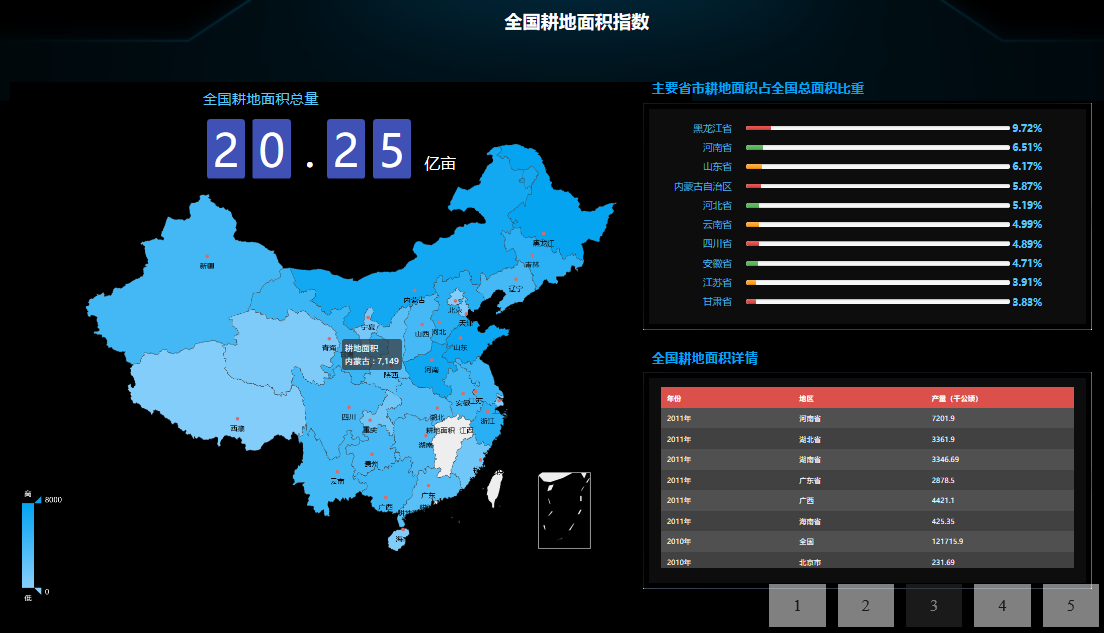 全国耕地面积指数
全国耕地面积总量
20.25 亿亩
主要省市耕地面积占全国总面积比重
黑龙江省 9.72%
河南省 6.51%
山东省 6.17%
内蒙古自治区 5.87%
河北省 5.19%
云南省 4.99%
四川省 4.89%
安徽省 4.71%
江苏省 3.91%
甘肃省 3.83%
黑龙江
吉林
新疆
辽宁
内蒙古
北京
天津
宁夏
山西 河北
青海
山东
耕地面积
内蒙古 : 7,149
河南
陕西
安徽
四川
湖北
浙江
西藏
重庆
耕地面积 江西
湖南
贵州
云南
广东
广西
高
8000
0
低
全国耕地面积详情
年份 地区 产量（千公顷）
2011年 河南省 7201.9
2011年 湖北省 3361.9
2011年 湖南省 3346.69
2011年 广东省 2878.5
2011年 广西 4421.1
2011年 海南省 425.35
2010年 全国 121715.9
2010年 北京市 231.69
1 2 3 4 5